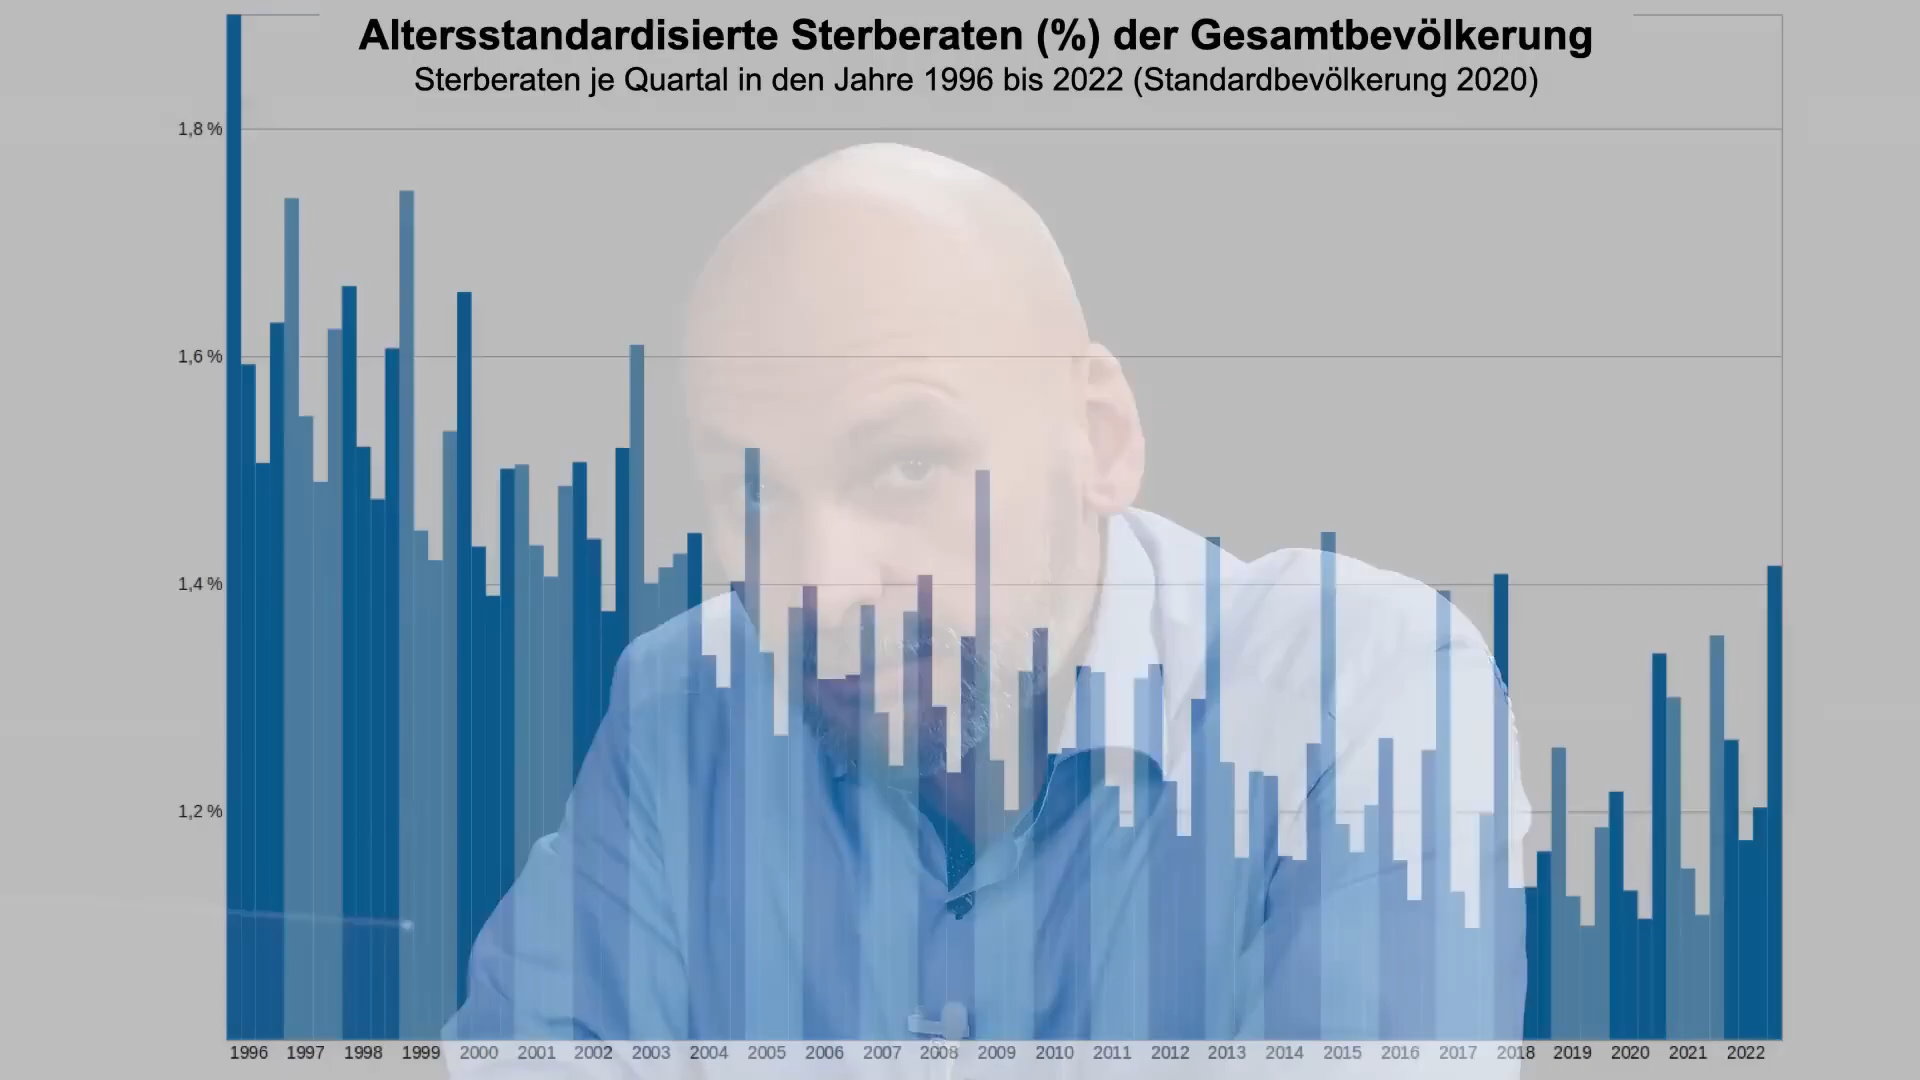 Altersstandardisierte Sterberaten (%) der Gesamtbevölkerung
Sterberaten je Quartal in den Jahre 1996 bis 2022 (Standardbevölkerung 2020)
1,8 %
1,6 %
1,4 %
1,2 %
1996 1997 1998 1999 2000 2001 2002 2003 2004 2005 2006 2007 2008 2009 2010 2011 2012 2013 2014 2015 2016 2017 2018 2019 2020 2021 2022